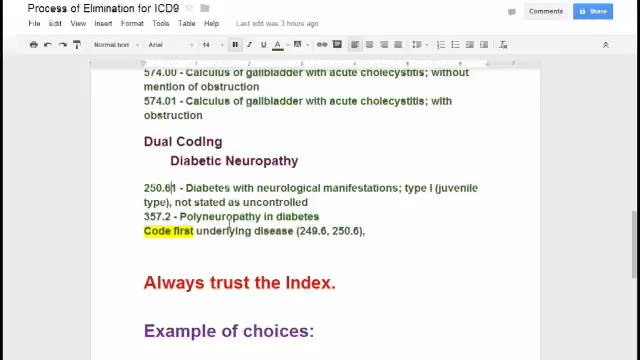 Process of Elimination for ICD9
File Edit View Insert Format Tools Table Help Last edit was 3 hours ago
Comments
Share
Normal text
Arial
14
B I U A
574.00 - Calculus of gallbladder with acute cholecystitis; without
mention of obstruction
574.01 - Calculus of gallbladder with acute cholecystitis; with
obstruction
Dual Coding
Diabetic Neuropathy
250.61 - Diabetes with neurological manifestations; type I (juvenile
type), not stated as uncontrolled
357.2 - Polyneuropathy in diabetes
Code first underlying disease (249.6, 250.6),
Always trust the Index.
Example of choices: